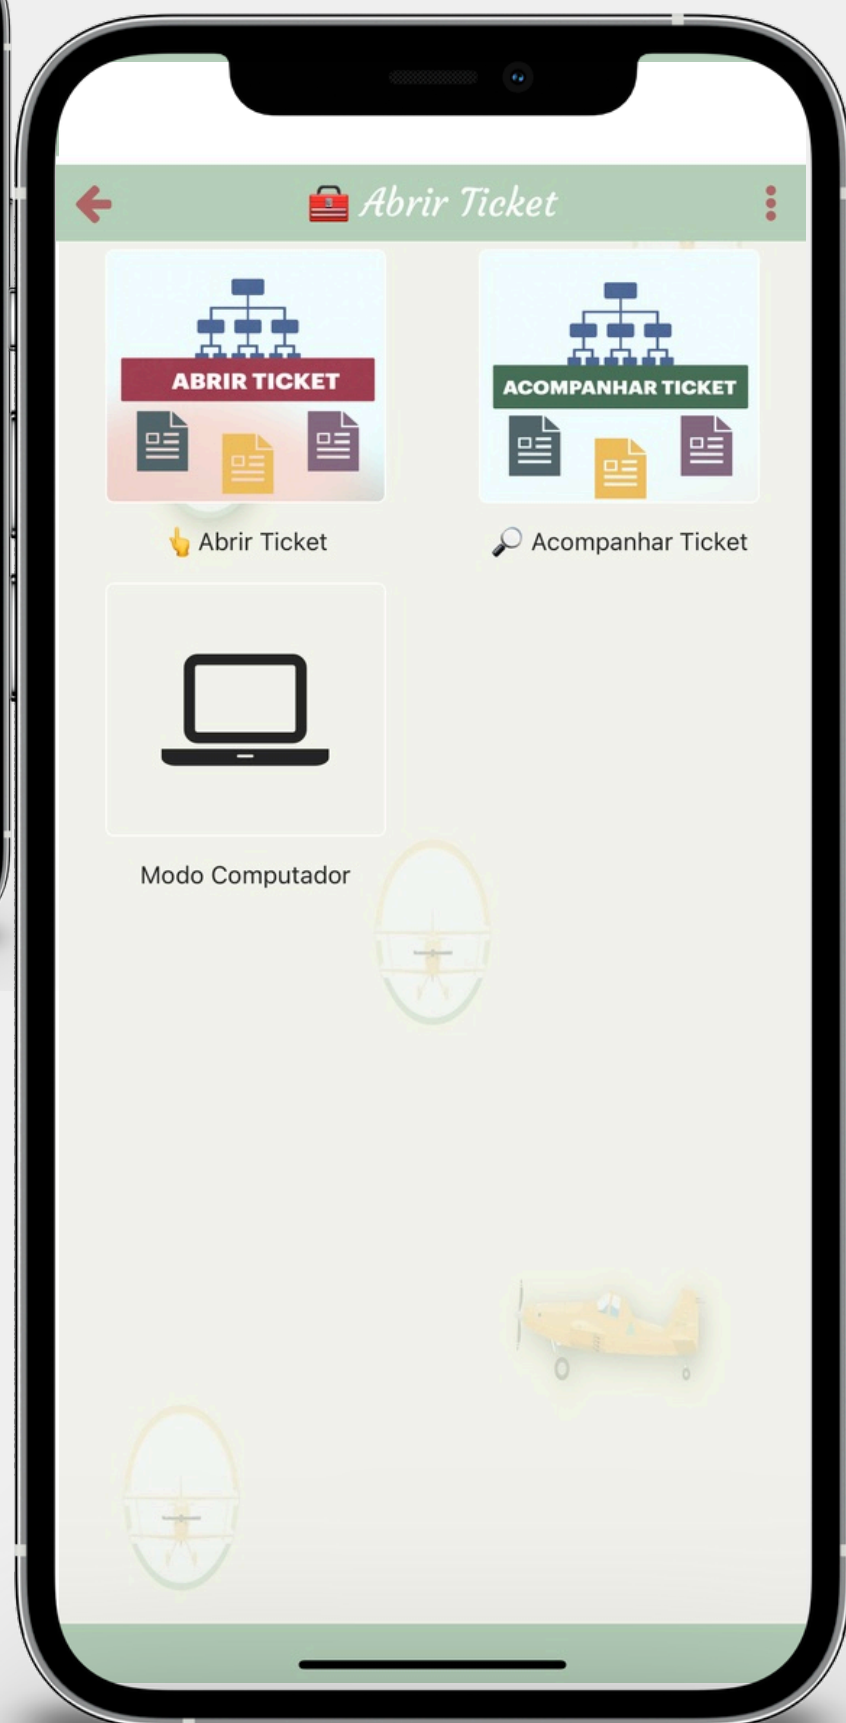 Abrir Ticket
ABRIR TICKET
ACOMPANHAR TICKET
👆 Abrir Ticket
🔎 Acompanhar Ticket
Modo Computador